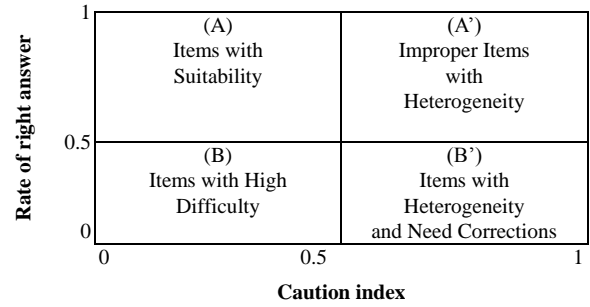 1
(A)
Items with
Suitability
(A’)
Improper Items
with
Heterogeneity
Rate of right answer
0.5
(B)
Items with High
Difficulty
(B’)
Items with
Heterogeneity
and Need Corrections
0
0
0.5
1
Caution index